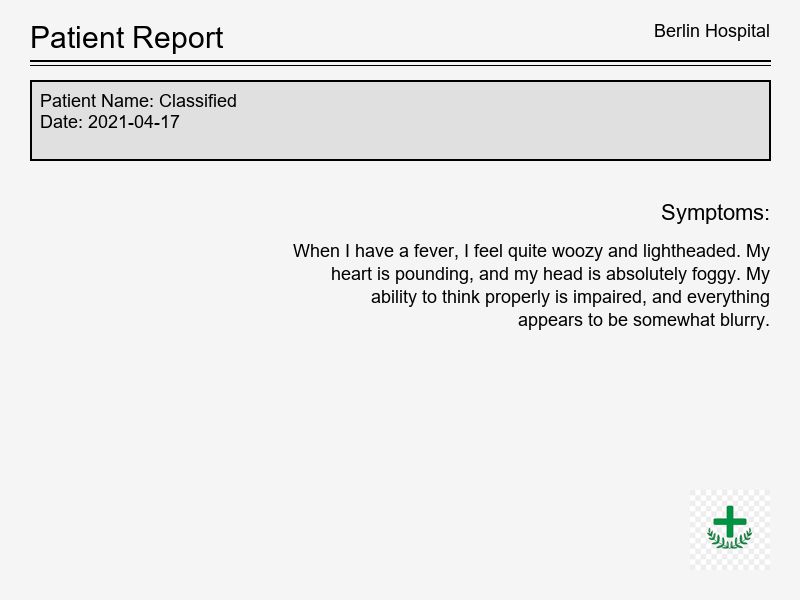 Patient Report
Berlin Hospital
Patient Name: Classified
Date: 2021-04-17
Symptoms:
When I have a fever, I feel quite woozy and lightheaded. My
heart is pounding, and my head is absolutely foggy. My
ability to think properly is impaired, and everything
appears to be somewhat blurry.